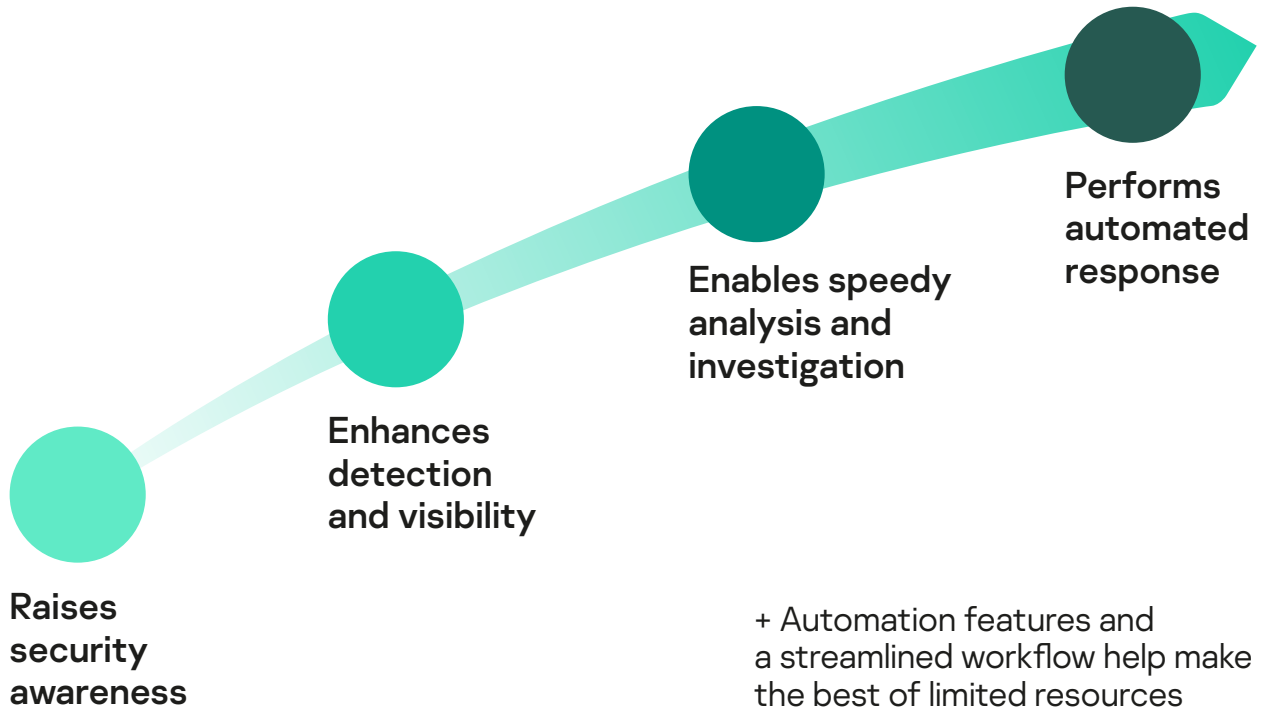 Raises
security
awareness
Enhances
detection
and visibility
Enables speedy
analysis and
investigation
Performs
automated
response
+ Automation features and
a streamlined workflow help make
the best of limited resources